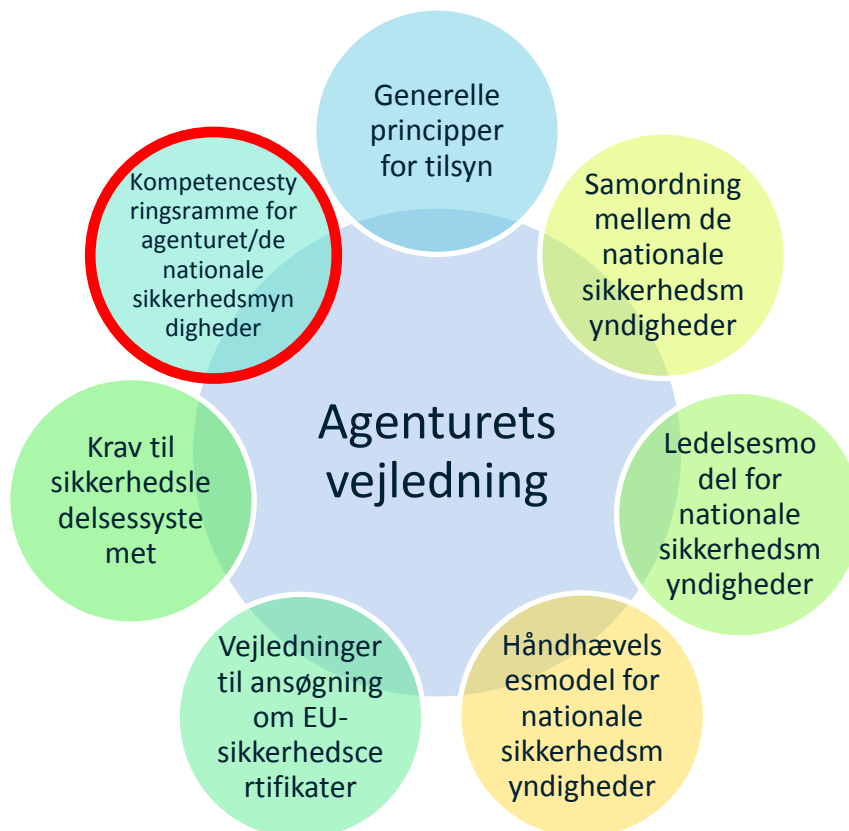 Generelle
principper
for tilsyn
Samordning
mellem de
nationale
sikkerhedsm
yndigheder
Ledelsesmo
del for
nationale
sikkerhedsm
yndigheder
Håndhævels
esmodel for
nationale
sikkerhedsm
yndigheder
Vejledninger
til ansøgning
om EU-
sikkerhedsce
rtifikater
Krav til
sikkerhedsle
delsessyste
met
Kompetencesty
ringsramme for
agenturet/de
nationale
sikkerhedsmyn
digheder
Agenturets
vejledning